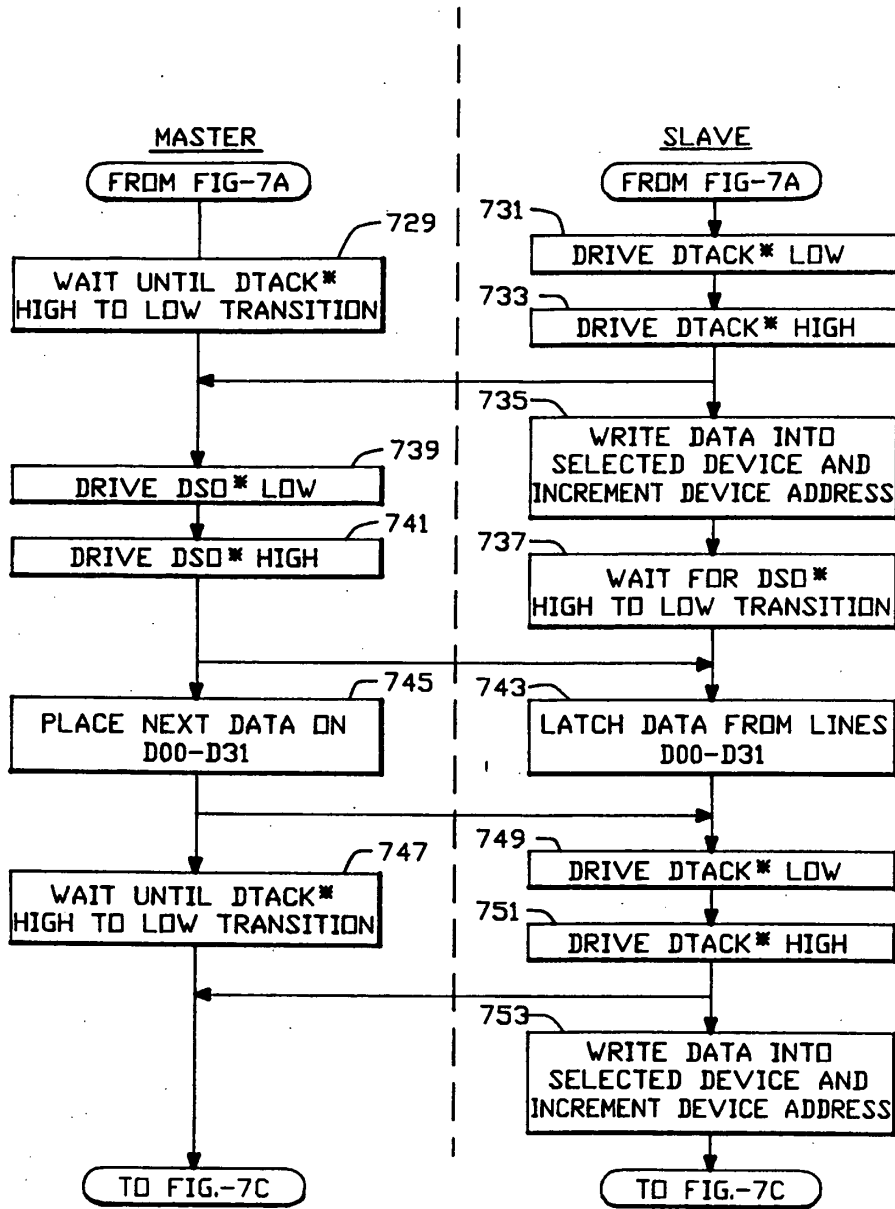 MASTER
FROM FIG-7A
729
WAIT UNTIL DTACK*
HIGH TO LOW TRANSITION
739
DRIVE DSO* LOW
741
DRIVE DSO* HIGH
745
PLACE NEXT DATA ON
D00-D31
747
WAIT UNTIL DTACK*
HIGH TO LOW TRANSITION
TO FIG.-7C
SLAVE
FROM FIG-7A
731
DRIVE DTACK* LOW
733
DRIVE DTACK* HIGH
735
WRITE DATA INTO
SELECTED DEVICE AND
INCREMENT DEVICE ADDRESS
737
WAIT FOR DSO*
HIGH TO LOW TRANSITION
743
LATCH DATA FROM LINES
D00-D31
749
DRIVE DTACK* LOW
751
DRIVE DTACK* HIGH
753
WRITE DATA INTO
SELECTED DEVICE AND
INCREMENT DEVICE ADDRESS
TO FIG.-7C